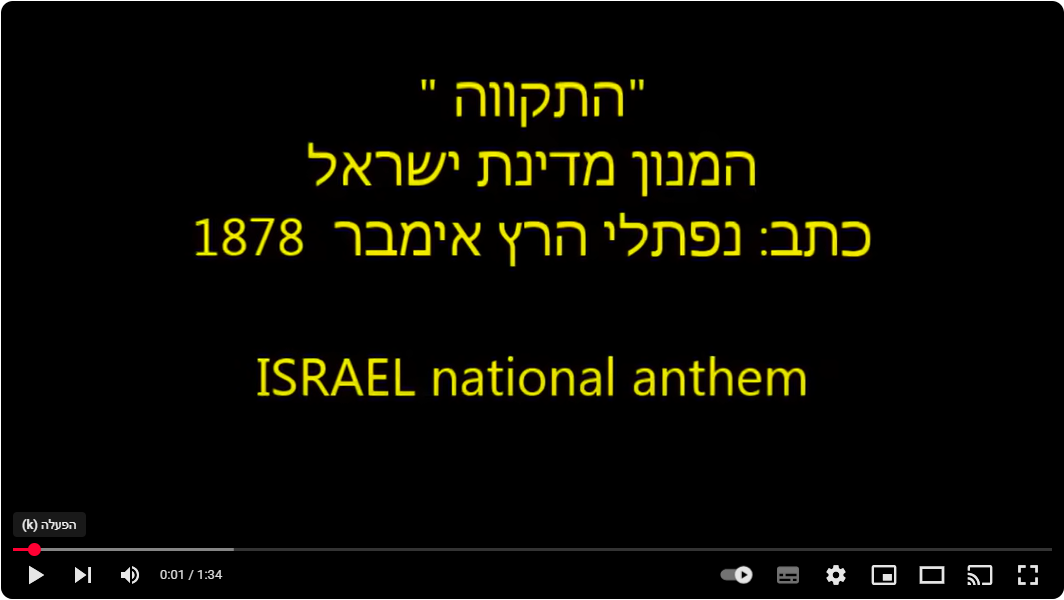 "התקווה "
המנון מדינת ישראל
כתב: נפתלי הרץ אימבר 1878
ISRAEL national anthem
הפעלה (k)
0:01 / 1:34